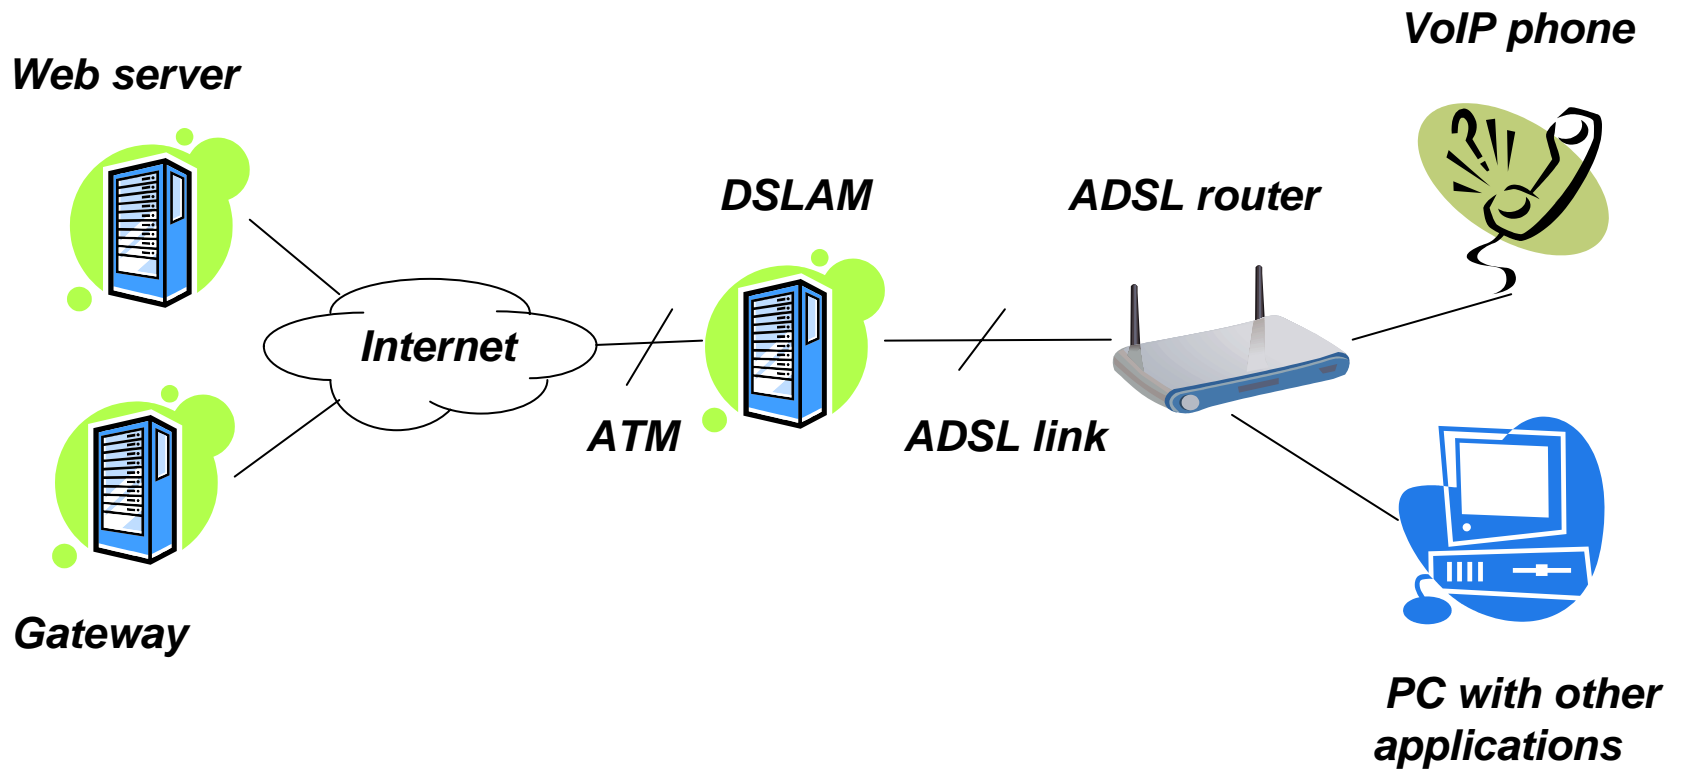 VoIP phone
Web server
DSLAM
ADSL router
Internet
ATM
ADSL link
Gateway
PC with other
applications